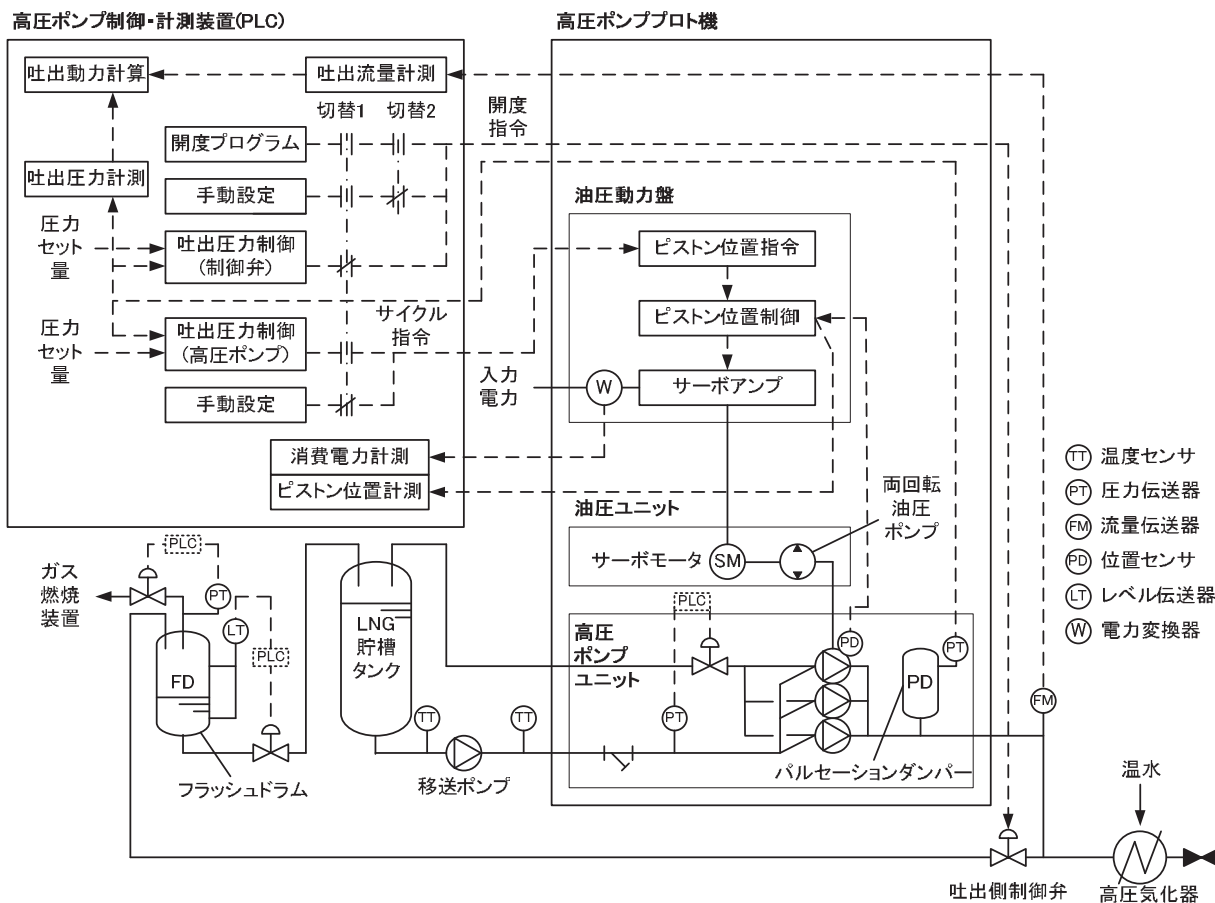 高圧ポンプ制御・計測装置(PLC)
高圧ポンププロト機
吐出動力計算
吐出流量計測
切替1
切替2
開度
指令
開度プログラム
吐出圧力計測
手動設定
圧力
セット
量
吐出圧力制御
(制御弁)
サイクル
指令
圧力
セット
量
吐出圧力制御
(高圧ポンプ)
手動設定
消費電力計測
ピストン位置計測
油圧動力盤
ピストン位置指令
ピストン位置制御
サーボアンプ
入力
電力
W
油圧ユニット
両回転
油圧
ポンプ
サーボモータ
SM
TT 温度センサ
PT 圧力伝送器
FM 流量伝送器
PD 位置センサ
LT レベル伝送器
W 電力変換器
PLC
ガス
燃焼
装置
PT
LT
PLC
FD
フラッシュドラム
LNG
貯槽
タンク
TT
TT
移送ポンプ
高圧
ポンプ
ユニット
PLC
PT
PD
PD
PT
パルセーションダンパー
FM
温水
吐出側制御弁
高圧気化器